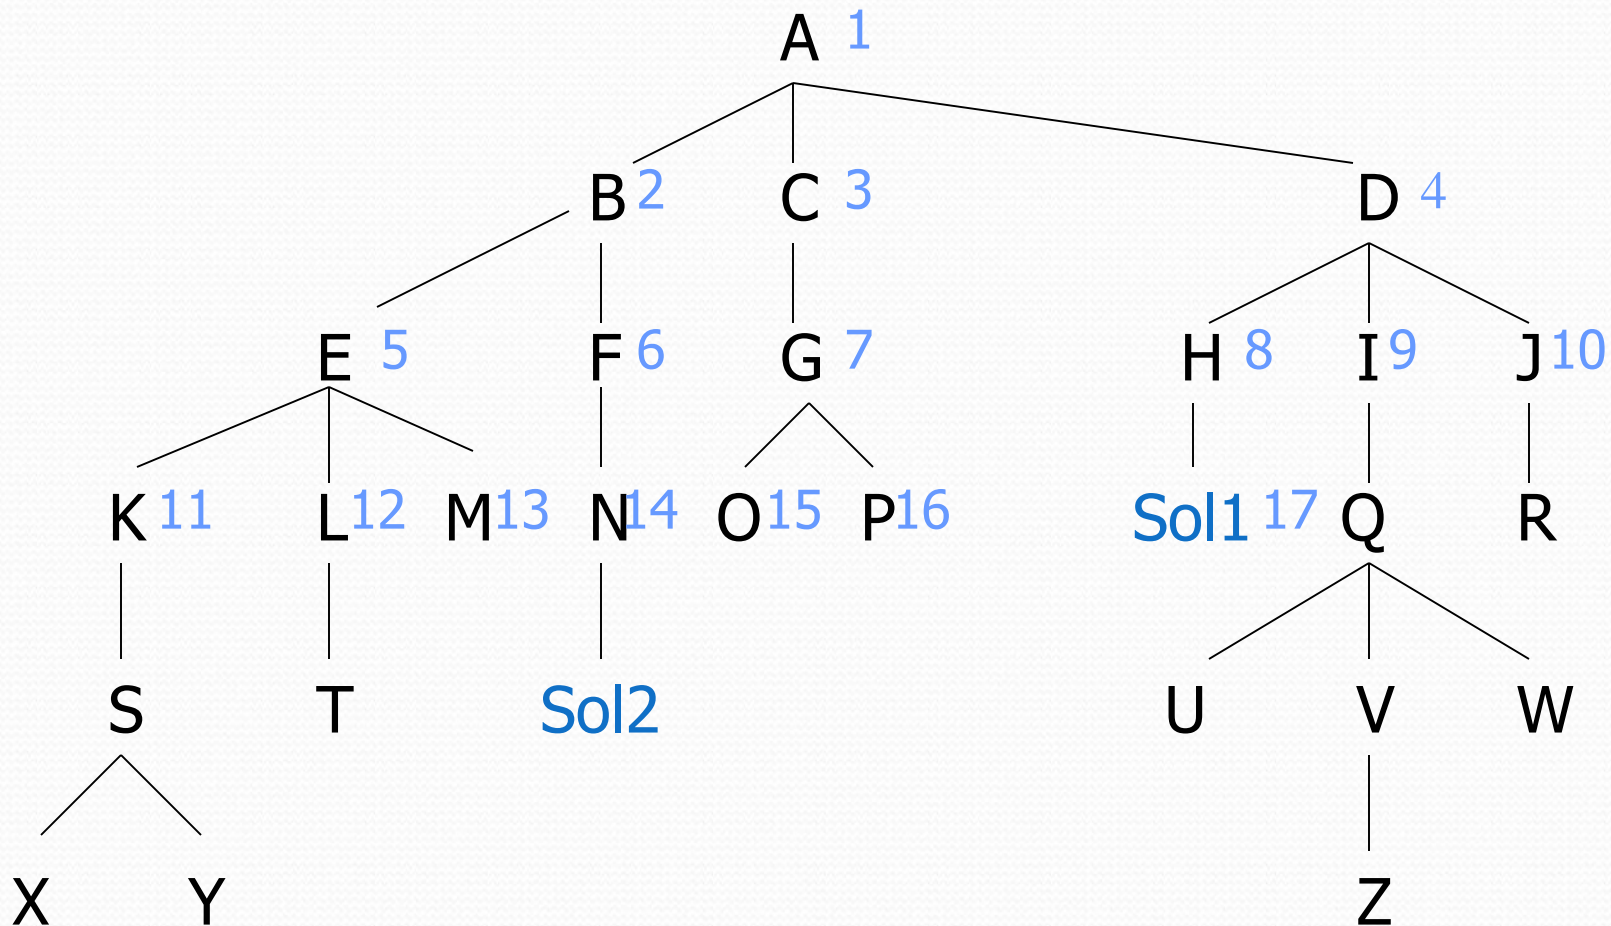 A 1
B 2 C 3 D 4
E 5 F 6 G 7 H 8 I 9 J 10
K 11 L 12 M 13 N 14 O 15 P 16 Sol1 17 Q R
S T Sol2 U V W
X Y Z